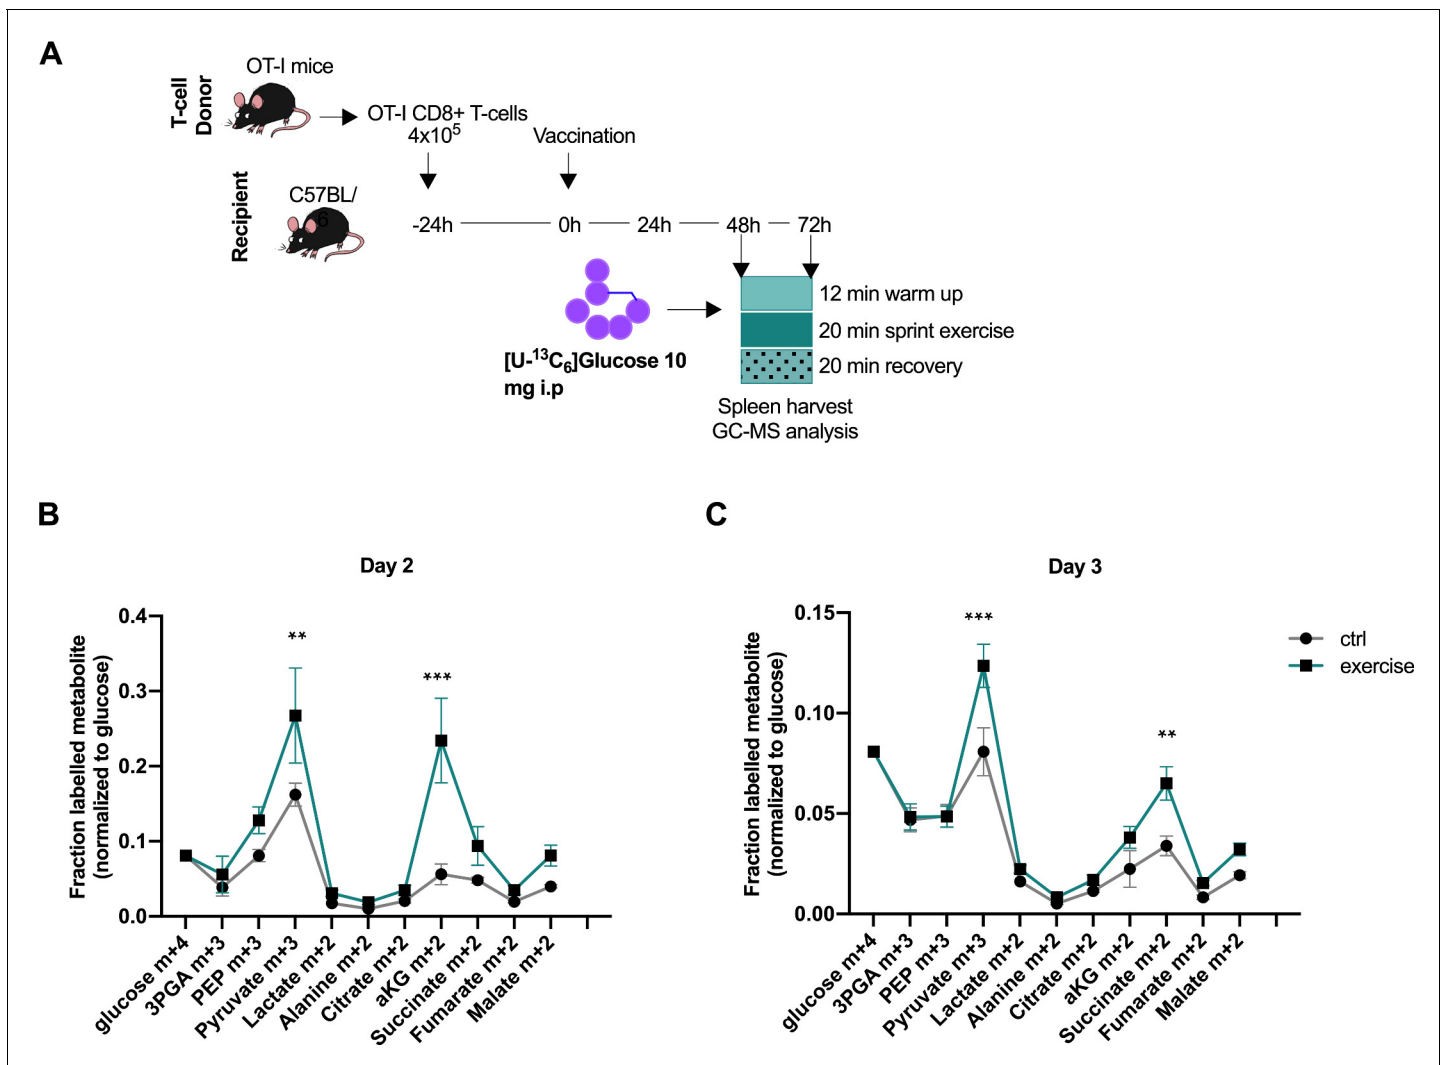 A
OT-I mice
T-cell
Donor
OT-I CD8+ T-cells
4x10⁵
Vaccination
Recipient
C57BL/
6
-24h
0h
24h
48h
72h
12 min warm up
20 min sprint exercise
20 min recovery
[U-¹³C₆]Glucose 10
mg i.p
Spleen harvest
GC-MS analysis
B
Day 2
Fraction labelled metabolite
(normalized to glucose)
0.4
0.3
0.2
0.1
0.0
**
***
glucose m+4
3PGA m+3
PEP m+3
Pyruvate m+3
Lactate m+2
Alanine m+2
Citrate m+2
aKG m+2
Succinate m+2
Fumarate m+2
Malate m+2
C
Day 3
Fraction labelled metabolite
(normalized to glucose)
0.15
0.10
0.05
0.00
***
**
glucose m+4
3PGA m+3
PEP m+3
Pyruvate m+3
Lactate m+2
Alanine m+2
Citrate m+2
aKG m+2
Succinate m+2
Fumarate m+2
Malate m+2
ctrl
exercise